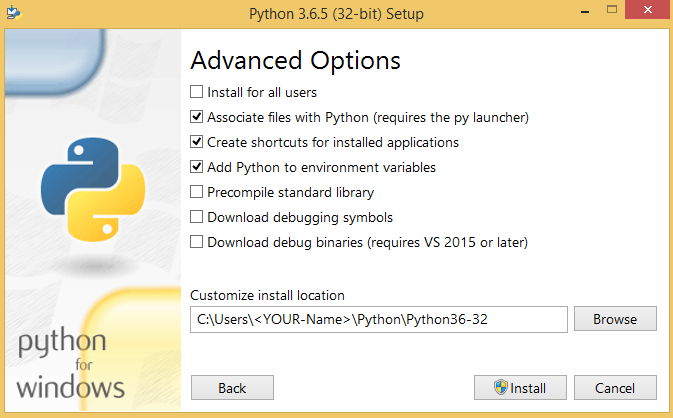 Python 3.6.5 (32-bit) Setup
Advanced Options
Install for all users
Associate files with Python (requires the py launcher)
Create shortcuts for installed applications
Add Python to environment variables
Precompile standard library
Download debugging symbols
Download debug binaries (requires VS 2015 or later)
Customize install location
C:\Users\<YOUR-Name>\Python\Python36-32
Browse
python
for
windows
Back
Install
Cancel